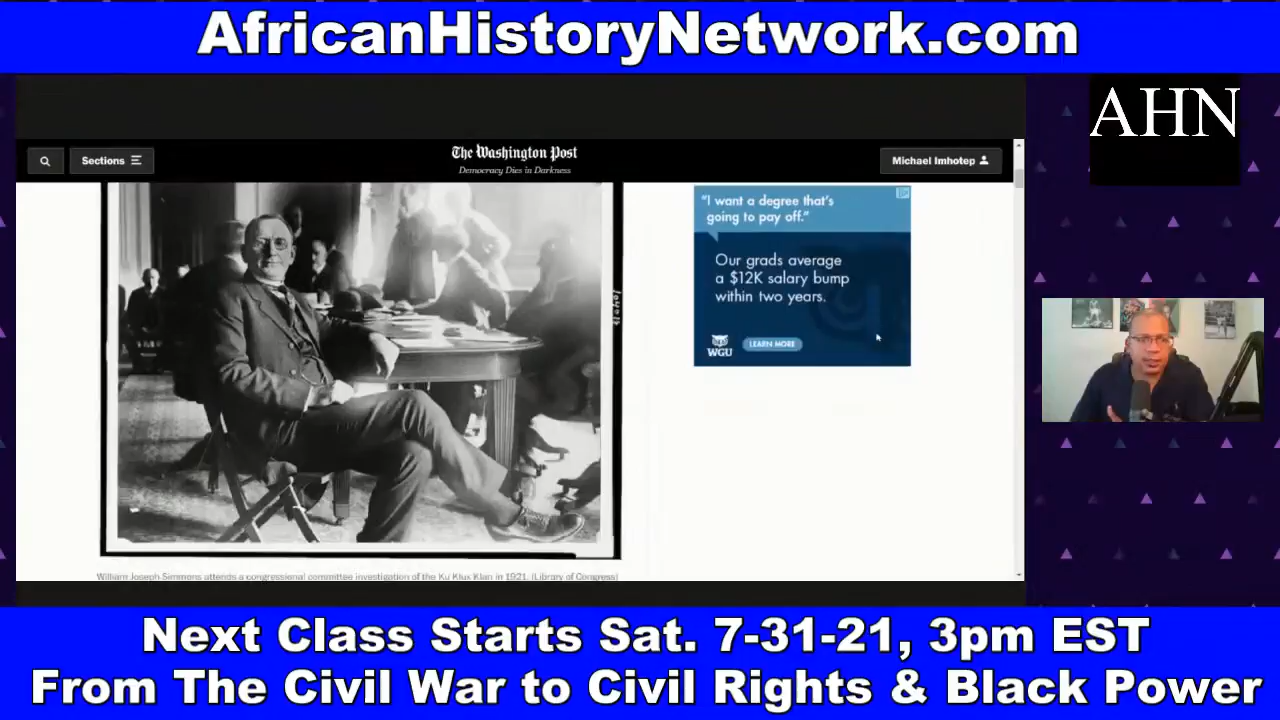 AfricanHistoryNetwork.com
AHN
Sections
The Washington Post
Democracy Dies in Darkness
Michael Imhotep
"I want a degree that's
going to pay off."
Our grads average
a $12K salary bump
within two years.
WGU
LEARN MORE
William Joseph Simmons attends a congressional committee investigation of the Ku Klux Klan in 1921. (Library of Congress)
Next Class Starts Sat. 7-31-21, 3pm EST
From The Civil War to Civil Rights & Black Power